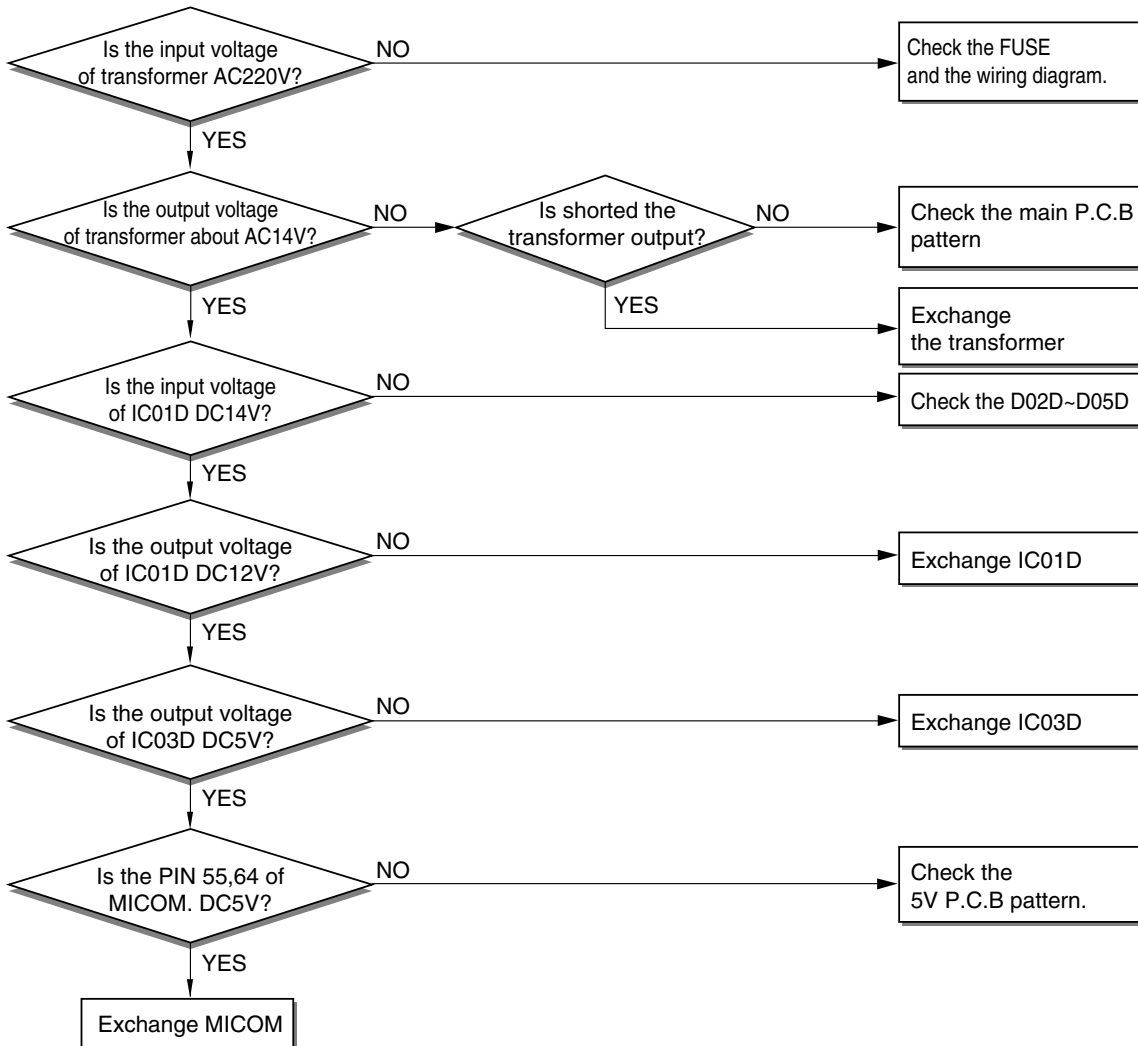 Is the input voltage
of transformer AC220V?
NO
Check the FUSE
and the wiring diagram.
YES
Is the output voltage
of transformer about AC14V?
NO
Is shorted the
transformer output?
NO
Check the main P.C.B
pattern
YES
YES
Exchange
the transformer
Is the input voltage
of IC01D DC14V?
NO
Check the D02D~D05D
YES
Is the output voltage
of IC01D DC12V?
NO
Exchange IC01D
YES
Is the output voltage
of IC03D DC5V?
NO
Exchange IC03D
YES
Is the PIN 55,64 of
MICOM. DC5V?
NO
Check the
5V P.C.B pattern.
YES
Exchange MICOM